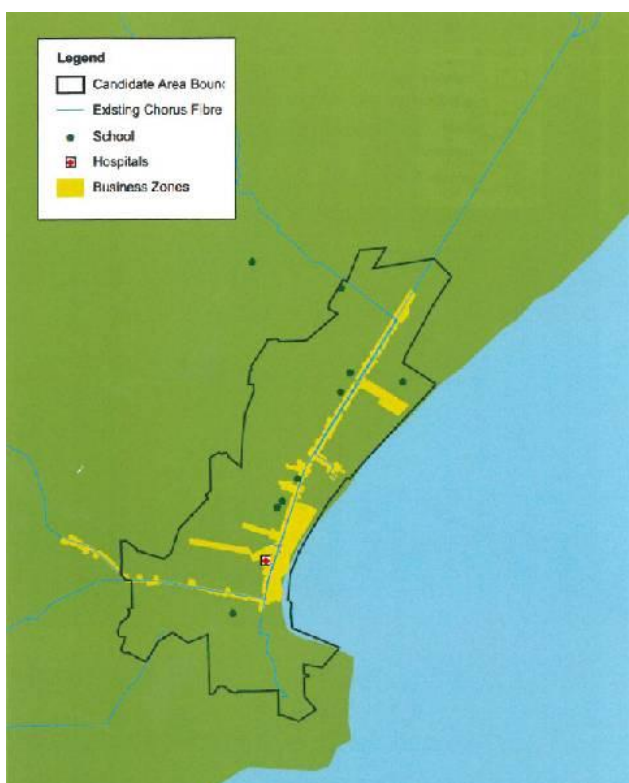 Legend
Candidate Area Bounc
Existing Chorus Fibre
School
Hospitals
Business Zones